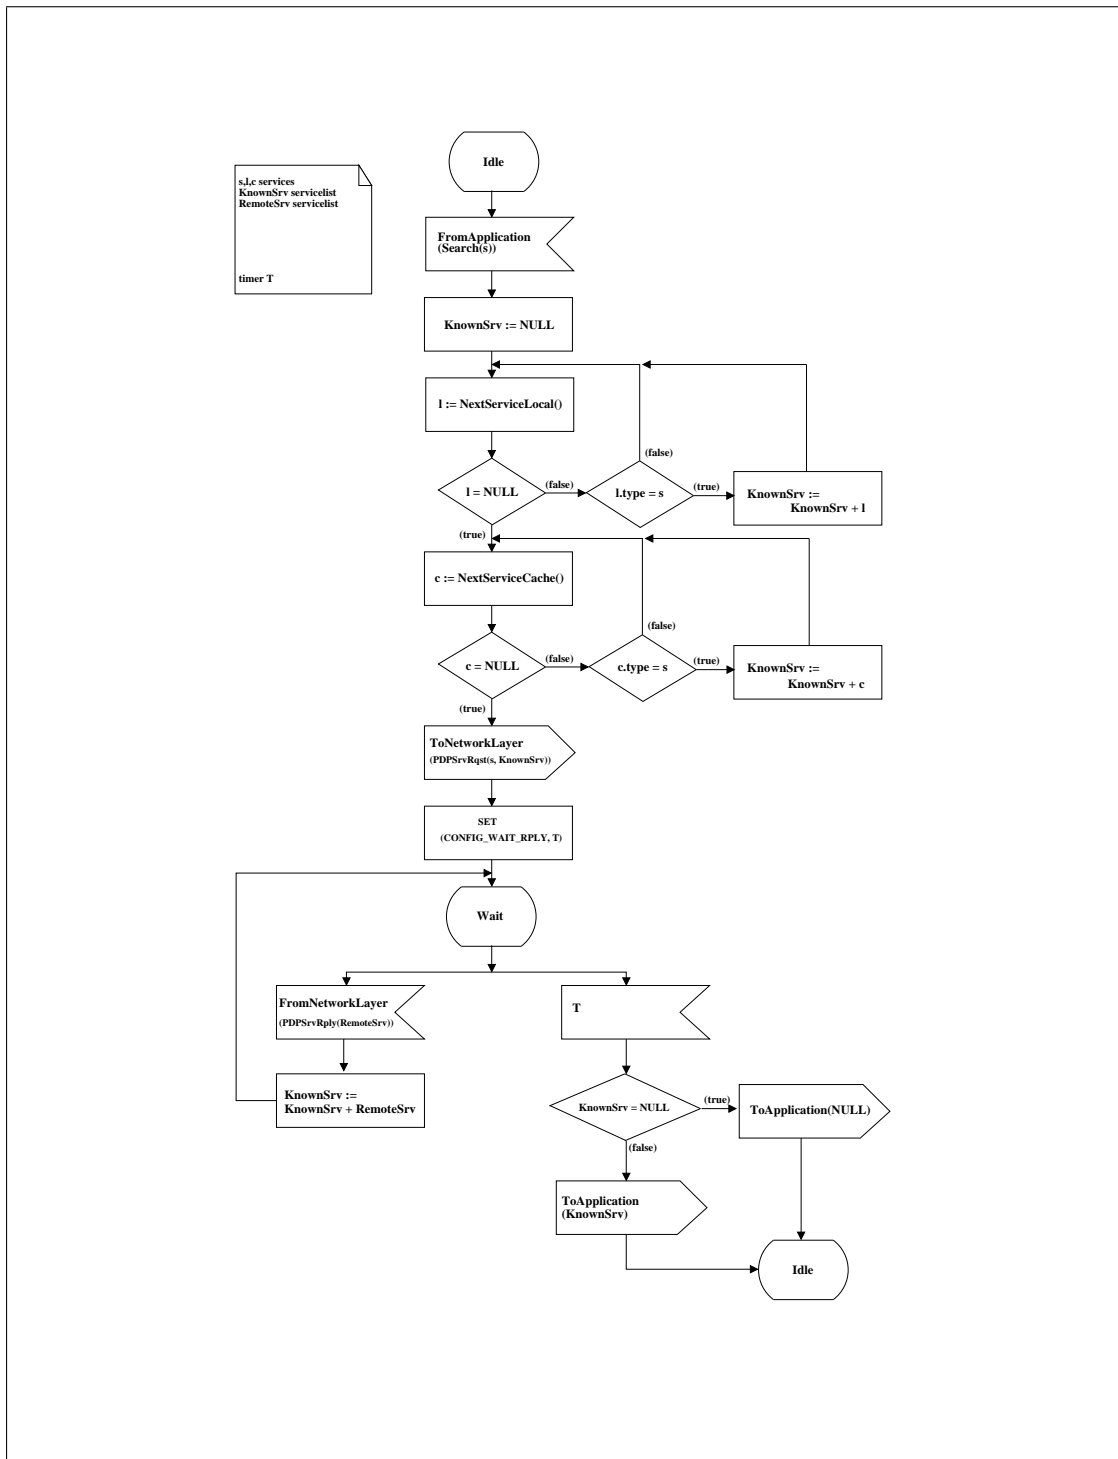 Idle
s,l,c services
KnownSrv servicelist
RemoteSrv servicelist
timer T
FromApplication
(Search(s))
KnownSrv := NULL
l := NextServiceLocal()
(false)
l = NULL
(false)
l.type = s
(true)
KnownSrv :=
KnownSrv + l
(true)
c := NextServiceCache()
(false)
c = NULL
(false)
c.type = s
(true)
KnownSrv :=
KnownSrv + c
(true)
ToNetworkLayer
(PDPSrvRqst(s, KnownSrv))
SET
(CONFIG_WAIT_RPLY, T)
Wait
FromNetworkLayer
(PDPSrvRply(RemoteSrv))
T
KnownSrv :=
KnownSrv + RemoteSrv
KnownSrv = NULL
(true)
ToApplication(NULL)
(false)
ToApplication
(KnownSrv)
Idle